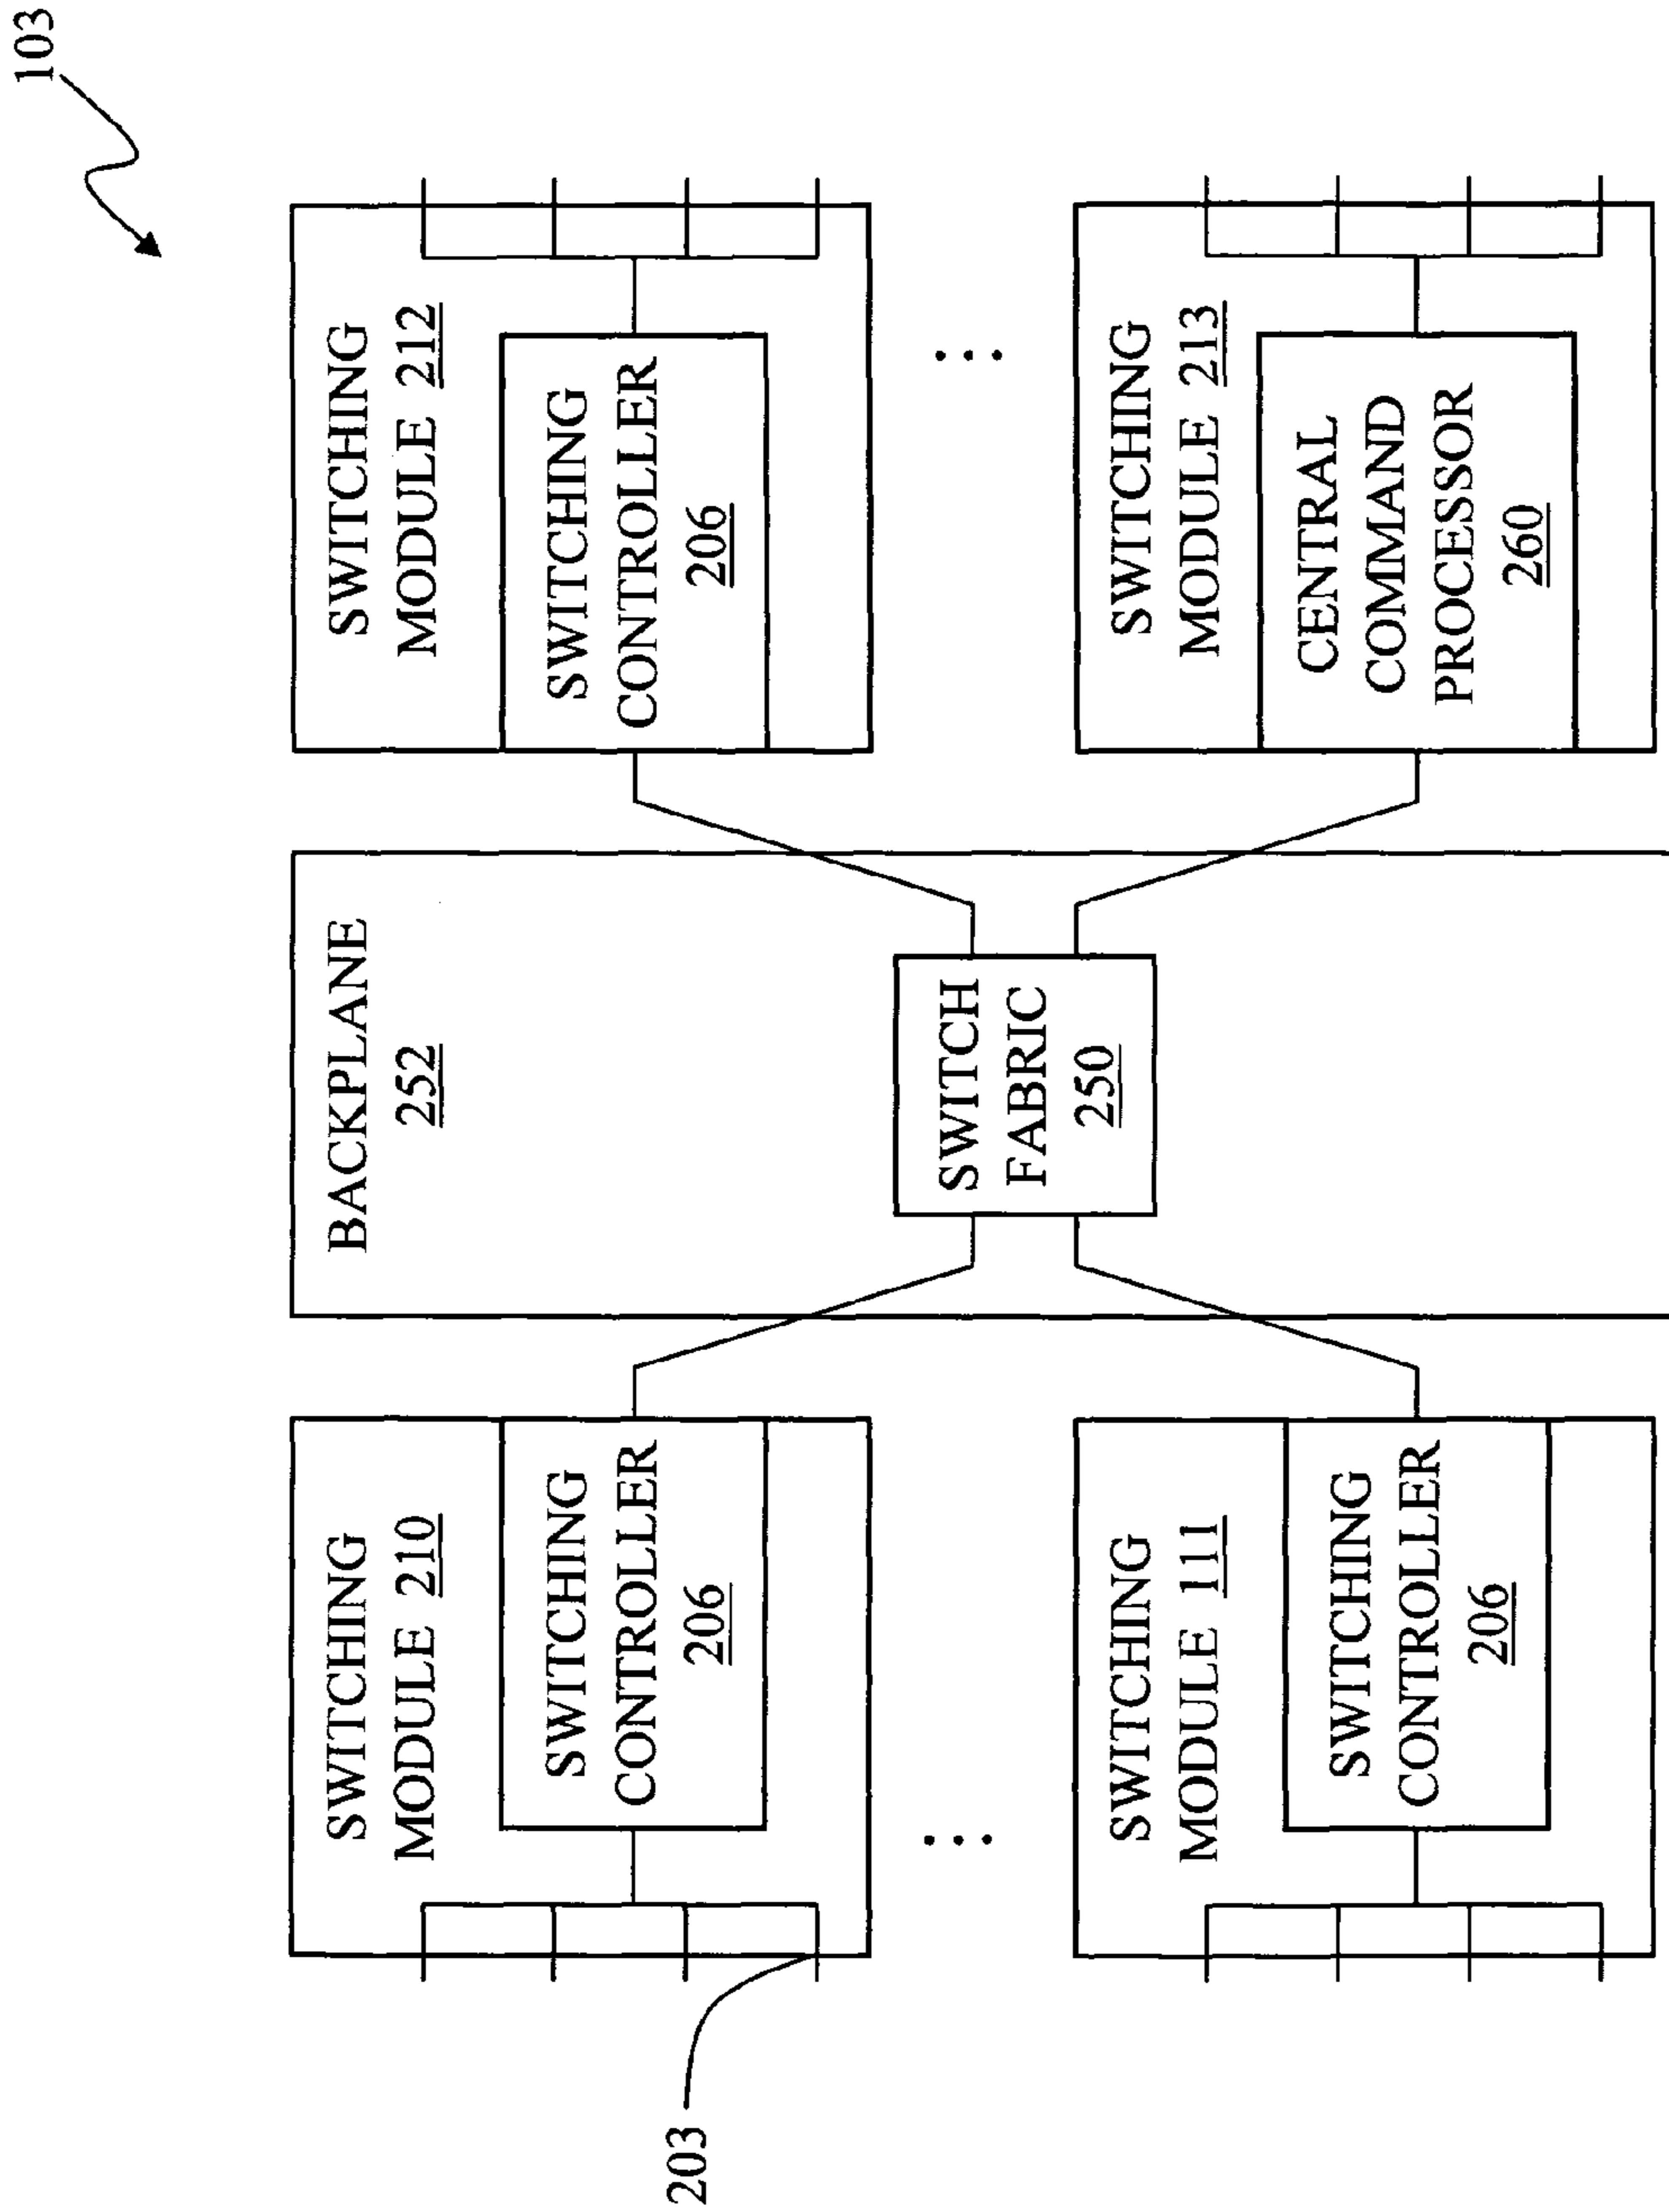 103
SWITCHING
MODULE 210
SWITCHING
CONTROLLER
206
BACKPLANE
252
SWITCHING
MODULE 212
SWITCHING
CONTROLLER
206
203
...
SWITCH
FABRIC
250
...
SWITCHING
MODULE 111
SWITCHING
CONTROLLER
206
SWITCHING
MODULE 213
CENTRAL
COMMAND
PROCESSOR
260